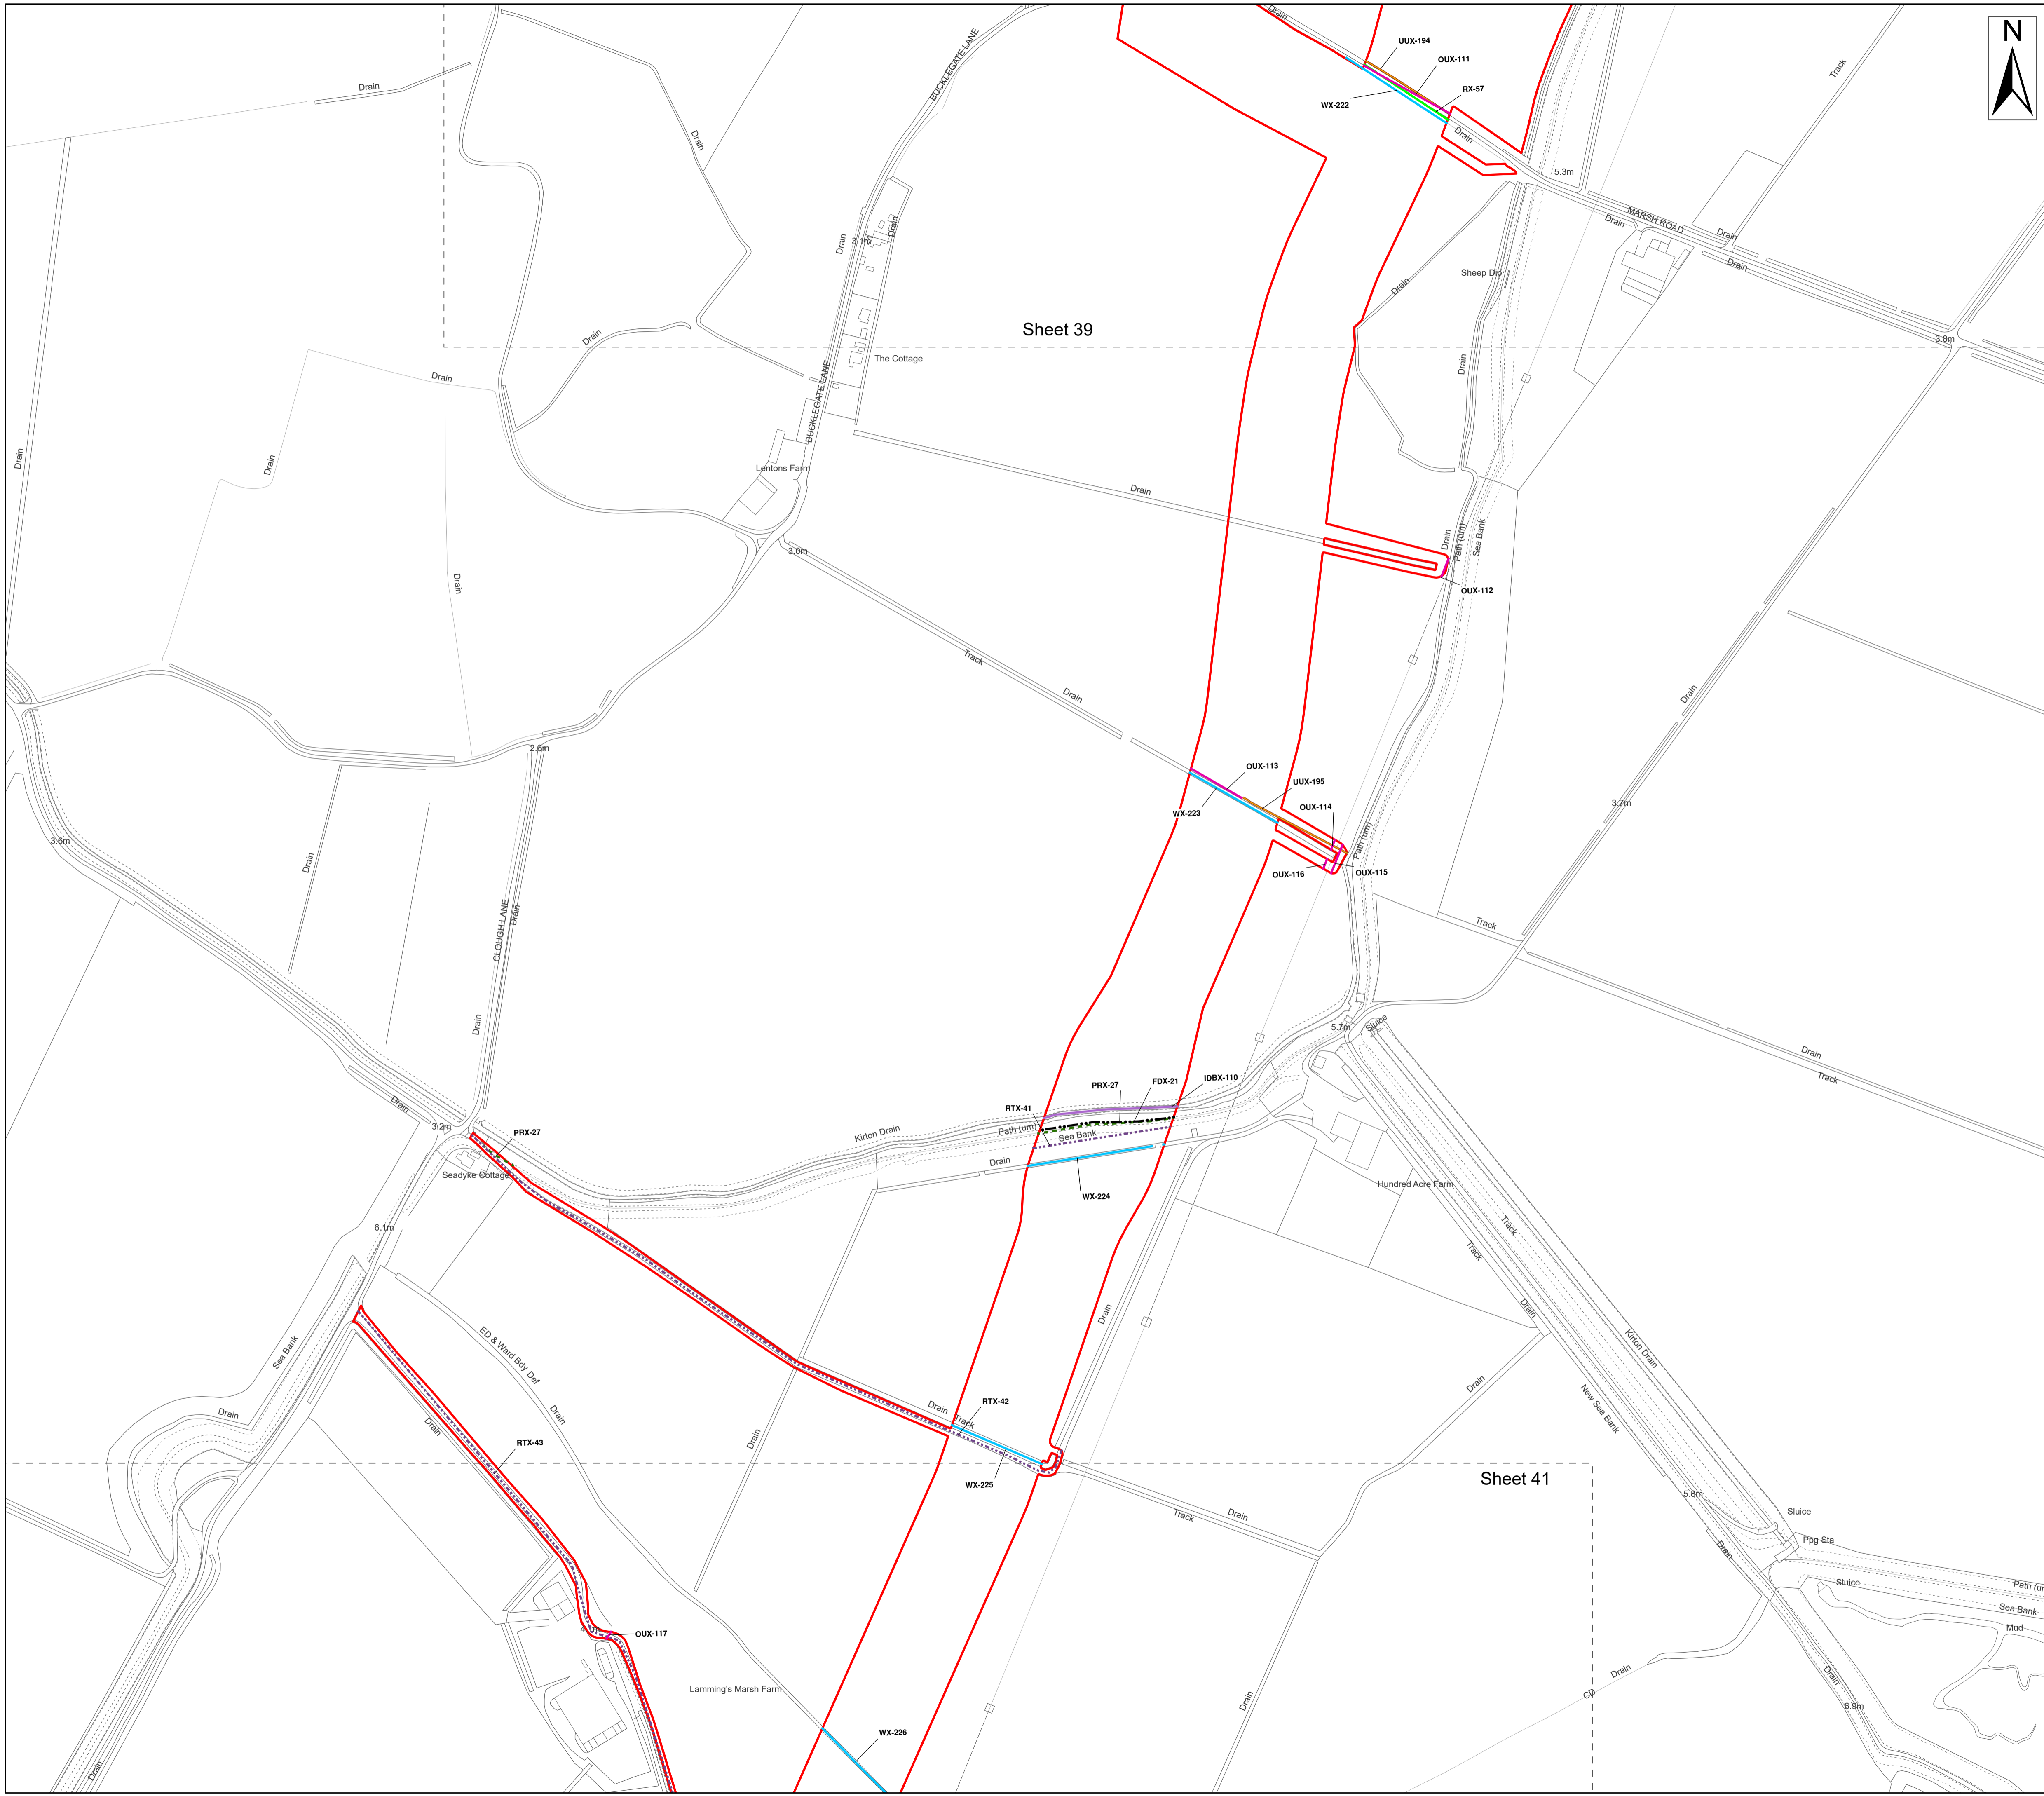 Drain
UUX-194
OUX-111
RX-57
WX-222
N
Drain
BUCKLEGATE LANE
Track
Drain
Drain
5.3m
MARSH ROAD
Drain
Drain
Drain
Drain
Drain
3.1m
Sheep Dip
Drain
Sheet 39
Drain
The Cottage
3.8m
Drain
Drain
BUCKLEGATE LANE
Drain
Drain
Lentons Farm
Drain
Drain
Path (um)
Sea Bank
3.0m
Drain
OUX-112
Track
Drain
Drain
2.6m
OUX-113
UUX-195
OUX-114
WX-223
3.7m
3.6m
Path (um)
Drain
OUX-116
OUX-115
CLOUGH LANE
Drain
Track
Drain
5.7m
Sluice
Drain
Track
PRX-27
FDX-21
IDBX-110
RTX-41
Drain
3.2m
PRX-27
Kirton Drain
Path (um)
Sea Bank
Drain
Seadyke Cottage
WX-224
Hundred Acre Farm
6.1m
Track
Track
Drain
Drain
Kirton Drain
Sea Bank
ED & Ward Bdy Def
Drain
Drain
New Sea Bank
Drain
Drain
RTX-42
Drain
Track
Drain
RTX-43
WX-225
Sheet 41
5.8m
Track
Drain
Sluice
Ppg Sta
Drain
Sluice
Path (um
Sea Bank
Mud
OUX-117
Drain
Drain
Lamming's Marsh Farm
CD
Drain
6.9m
WX-226
Drain